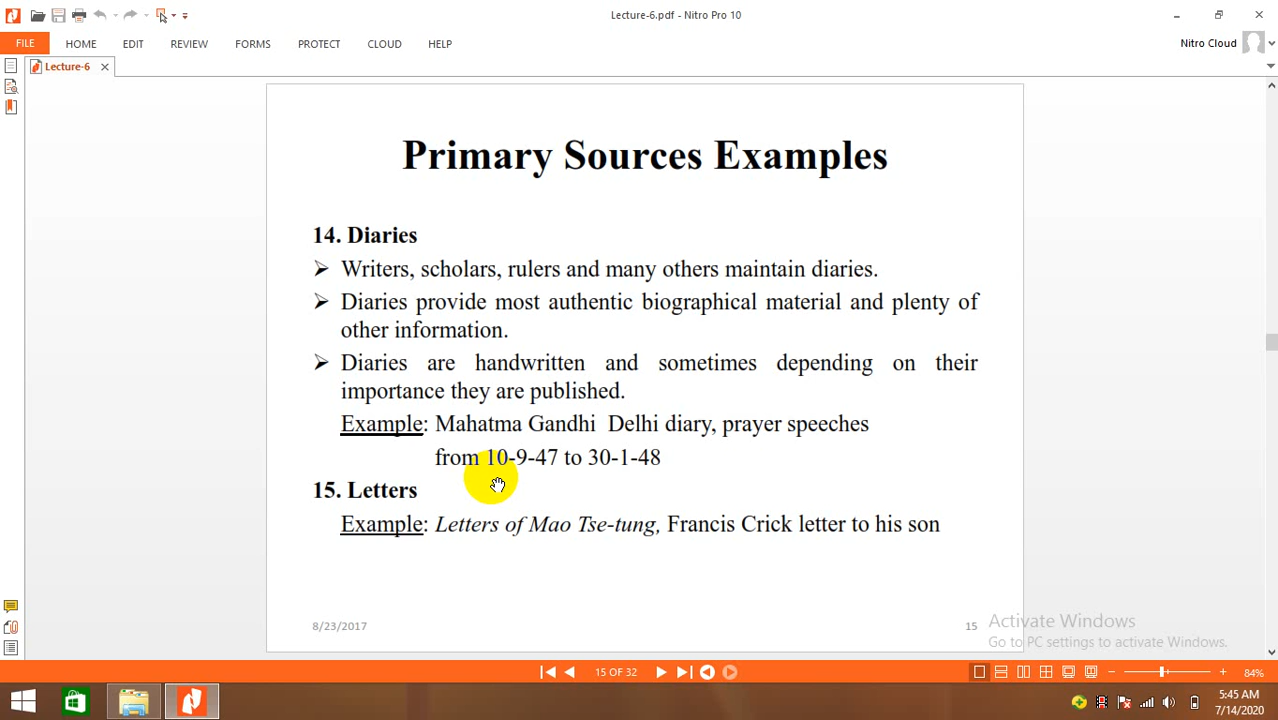 Lecture-6.pdf - Nitro Pro 10
FILE HOME EDIT REVIEW FORMS PROTECT CLOUD HELP Nitro Cloud
Lecture-6
Primary Sources Examples
14. Diaries
➢ Writers, scholars, rulers and many others maintain diaries.
➢ Diaries provide most authentic biographical material and plenty of
other information.
➢ Diaries are handwritten and sometimes depending on their
importance they are published.
Example: Mahatma Gandhi Delhi diary, prayer speeches
from 10-9-47 to 30-1-48
15. Letters
Example: Letters of Mao Tse-tung, Francis Crick letter to his son
8/23/2017 15
Activate Windows
Go to PC settings to activate Windows.
15 OF 32 84%
5:45 AM
7/14/2020